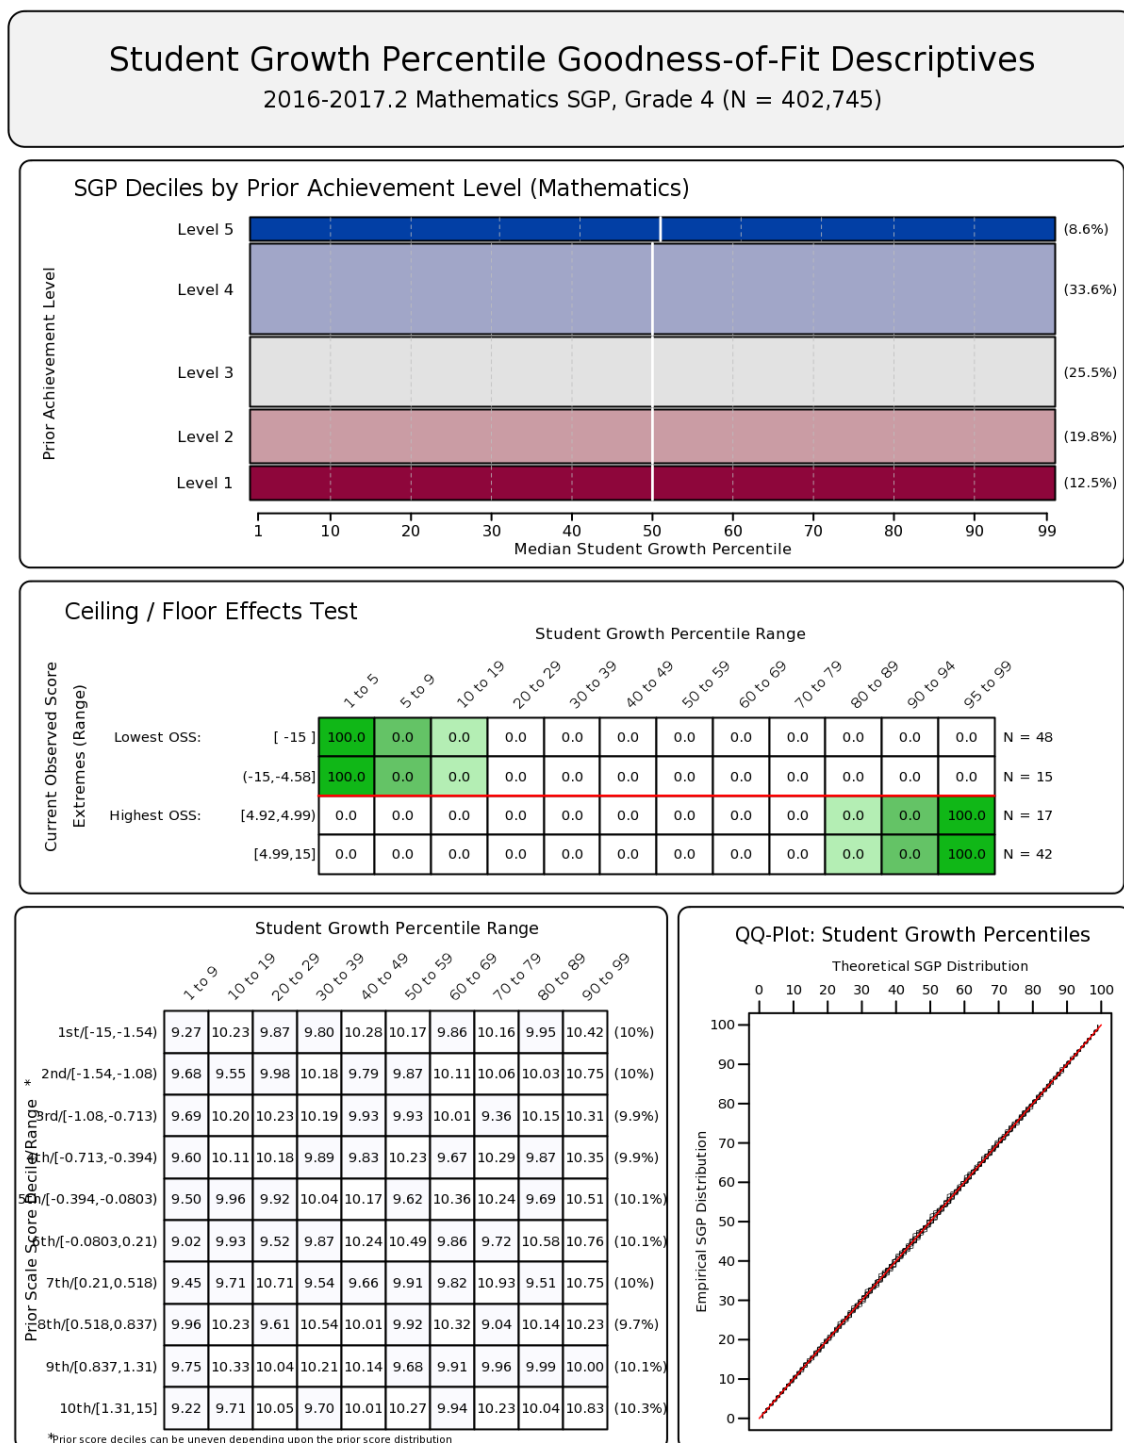 Student Growth Percentile Goodness-of-Fit Descriptives
2016-2017.2 Mathematics SGP, Grade 4 (N = 402,745)
SGP Deciles by Prior Achievement Level (Mathematics)
Prior Achievement Level
Level 5 (8.6%)
Level 4 (33.6%)
Level 3 (25.5%)
Level 2 (19.8%)
Level 1 (12.5%)
1 10 20 30 40 50 60 70 80 90 99
Median Student Growth Percentile
Ceiling / Floor Effects Test
Student Growth Percentile Range
Current Observed Score
Extremes (Range)
1 to 5 5 to 9 10 to 19 20 to 29 30 to 39 40 to 49 50 to 59 60 to 69 70 to 79 80 to 89 90 to 94 95 to 99
Lowest OSS: [ -15 ] 100.0 0.0 0.0 0.0 0.0 0.0 0.0 0.0 0.0 0.0 0.0 0.0 N = 48
(-15,-4.58] 100.0 0.0 0.0 0.0 0.0 0.0 0.0 0.0 0.0 0.0 0.0 0.0 N = 15
Highest OSS: [4.92,4.99) 0.0 0.0 0.0 0.0 0.0 0.0 0.0 0.0 0.0 0.0 0.0 100.0 N = 17
[4.99,15] 0.0 0.0 0.0 0.0 0.0 0.0 0.0 0.0 0.0 0.0 0.0 100.0 N = 42
Student Growth Percentile Range
Prior Scale Score Decile/Range *
1 to 9 10 to 19 20 to 29 30 to 39 40 to 49 50 to 59 60 to 69 70 to 79 80 to 89 90 to 99
1st/[-15,-1.54) 9.27 10.23 9.87 9.80 10.28 10.17 9.86 10.16 9.95 10.42 (10%)
2nd/[-1.54,-1.08) 9.68 9.55 9.98 10.18 9.79 9.87 10.11 10.06 10.03 10.75 (10%)
3rd/[-1.08,-0.713) 9.69 10.20 10.23 10.19 9.93 9.93 10.01 9.36 10.15 10.31 (9.9%)
4th/[-0.713,-0.394) 9.60 10.11 10.18 9.89 9.83 10.23 9.67 10.29 9.87 10.35 (9.9%)
5th/[-0.394,-0.0803) 9.50 9.96 9.92 10.04 10.17 9.62 10.36 10.24 9.69 10.51 (10.1%)
6th/[-0.0803,0.21) 9.02 9.93 9.52 9.87 10.24 10.49 9.86 9.72 10.58 10.76 (10.1%)
7th/[0.21,0.518) 9.45 9.71 10.71 9.54 9.66 9.91 9.82 10.93 9.51 10.75 (10%)
8th/[0.518,0.837) 9.96 10.23 9.61 10.54 10.01 9.92 10.32 9.04 10.14 10.23 (9.7%)
9th/[0.837,1.31) 9.75 10.33 10.04 10.21 10.14 9.68 9.91 9.96 9.99 10.00 (10.1%)
10th/[1.31,15] 9.22 9.71 10.05 9.70 10.01 10.27 9.94 10.23 10.04 10.83 (10.3%)
*Prior score deciles can be uneven depending upon the prior score distribution
QQ-Plot: Student Growth Percentiles
Theoretical SGP Distribution
0 10 20 30 40 50 60 70 80 90 100
Empirical SGP Distribution
100
90
80
70
60
50
40
30
20
10
0